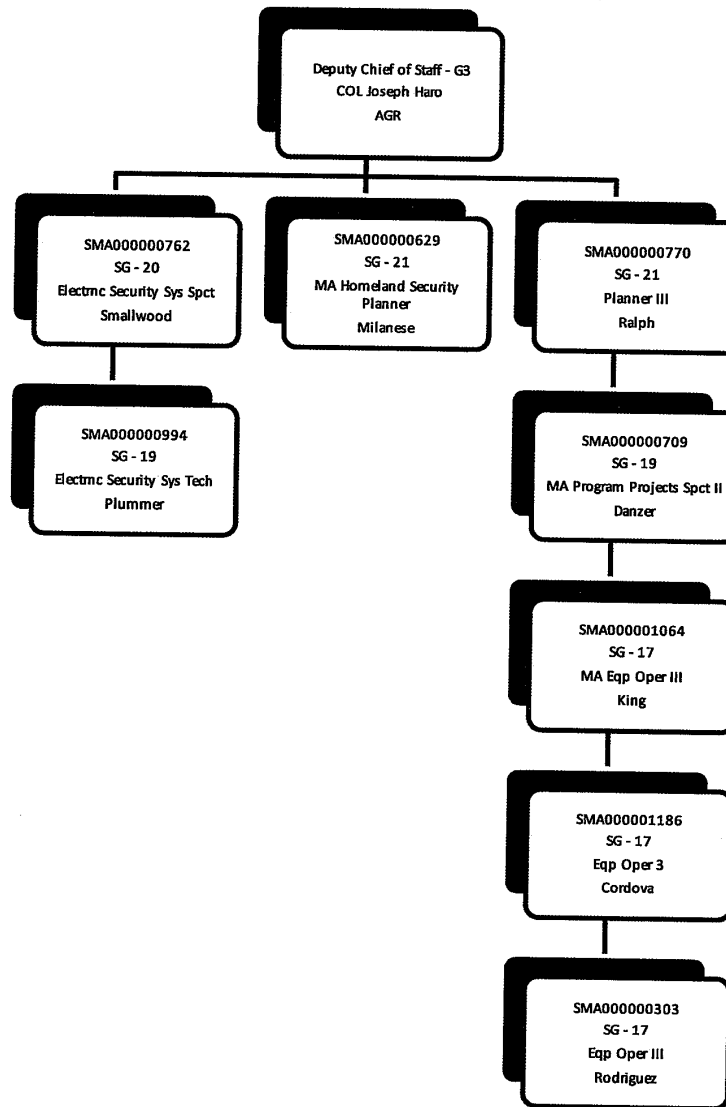 Deputy Chief of Staff - G3
COL Joseph Haro
AGR
SMA000000762
SG - 20
Electrnc Security Sys Spct
Smallwood
SMA000000629
SG - 21
MA Homeland Security
Planner
Milanese
SMA000000770
SG - 21
Planner III
Ralph
SMA000000994
SG - 19
Electrnc Security Sys Tech
Plummer
SMA000000709
SG - 19
MA Program Projects Spct II
Danzer
SMA000001064
SG - 17
MA Eqp Oper III
King
SMA000001186
SG - 17
Eqp Oper 3
Cordova
SMA000000303
SG - 17
Eqp Oper III
Rodriguez